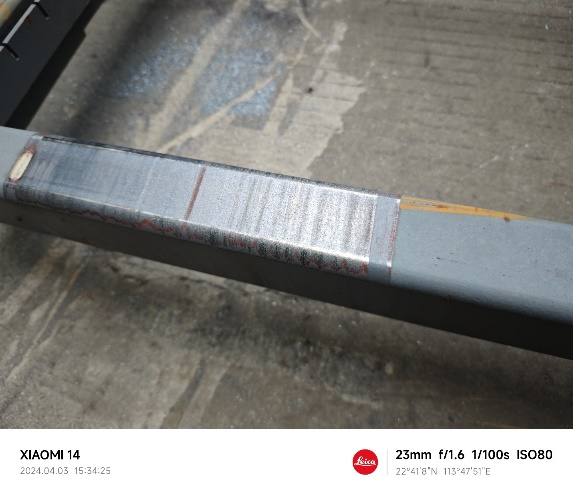 XIAOMI 14
2024.04.03 15:34:25
Leica
23mm f/1.6 1/100s ISO80
22°41'8"N 113°47'51"E